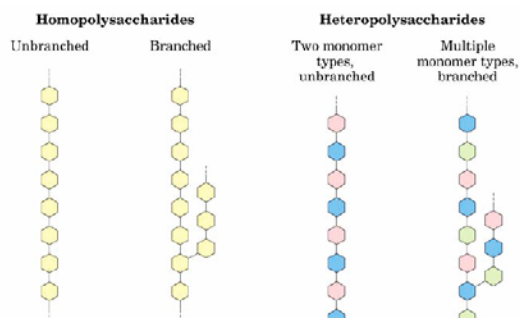 Homopolysaccharides
Unbranched
Branched
Heteropolysaccharides
Two monomer
types,
unbranched
Multiple
monomer types,
branched